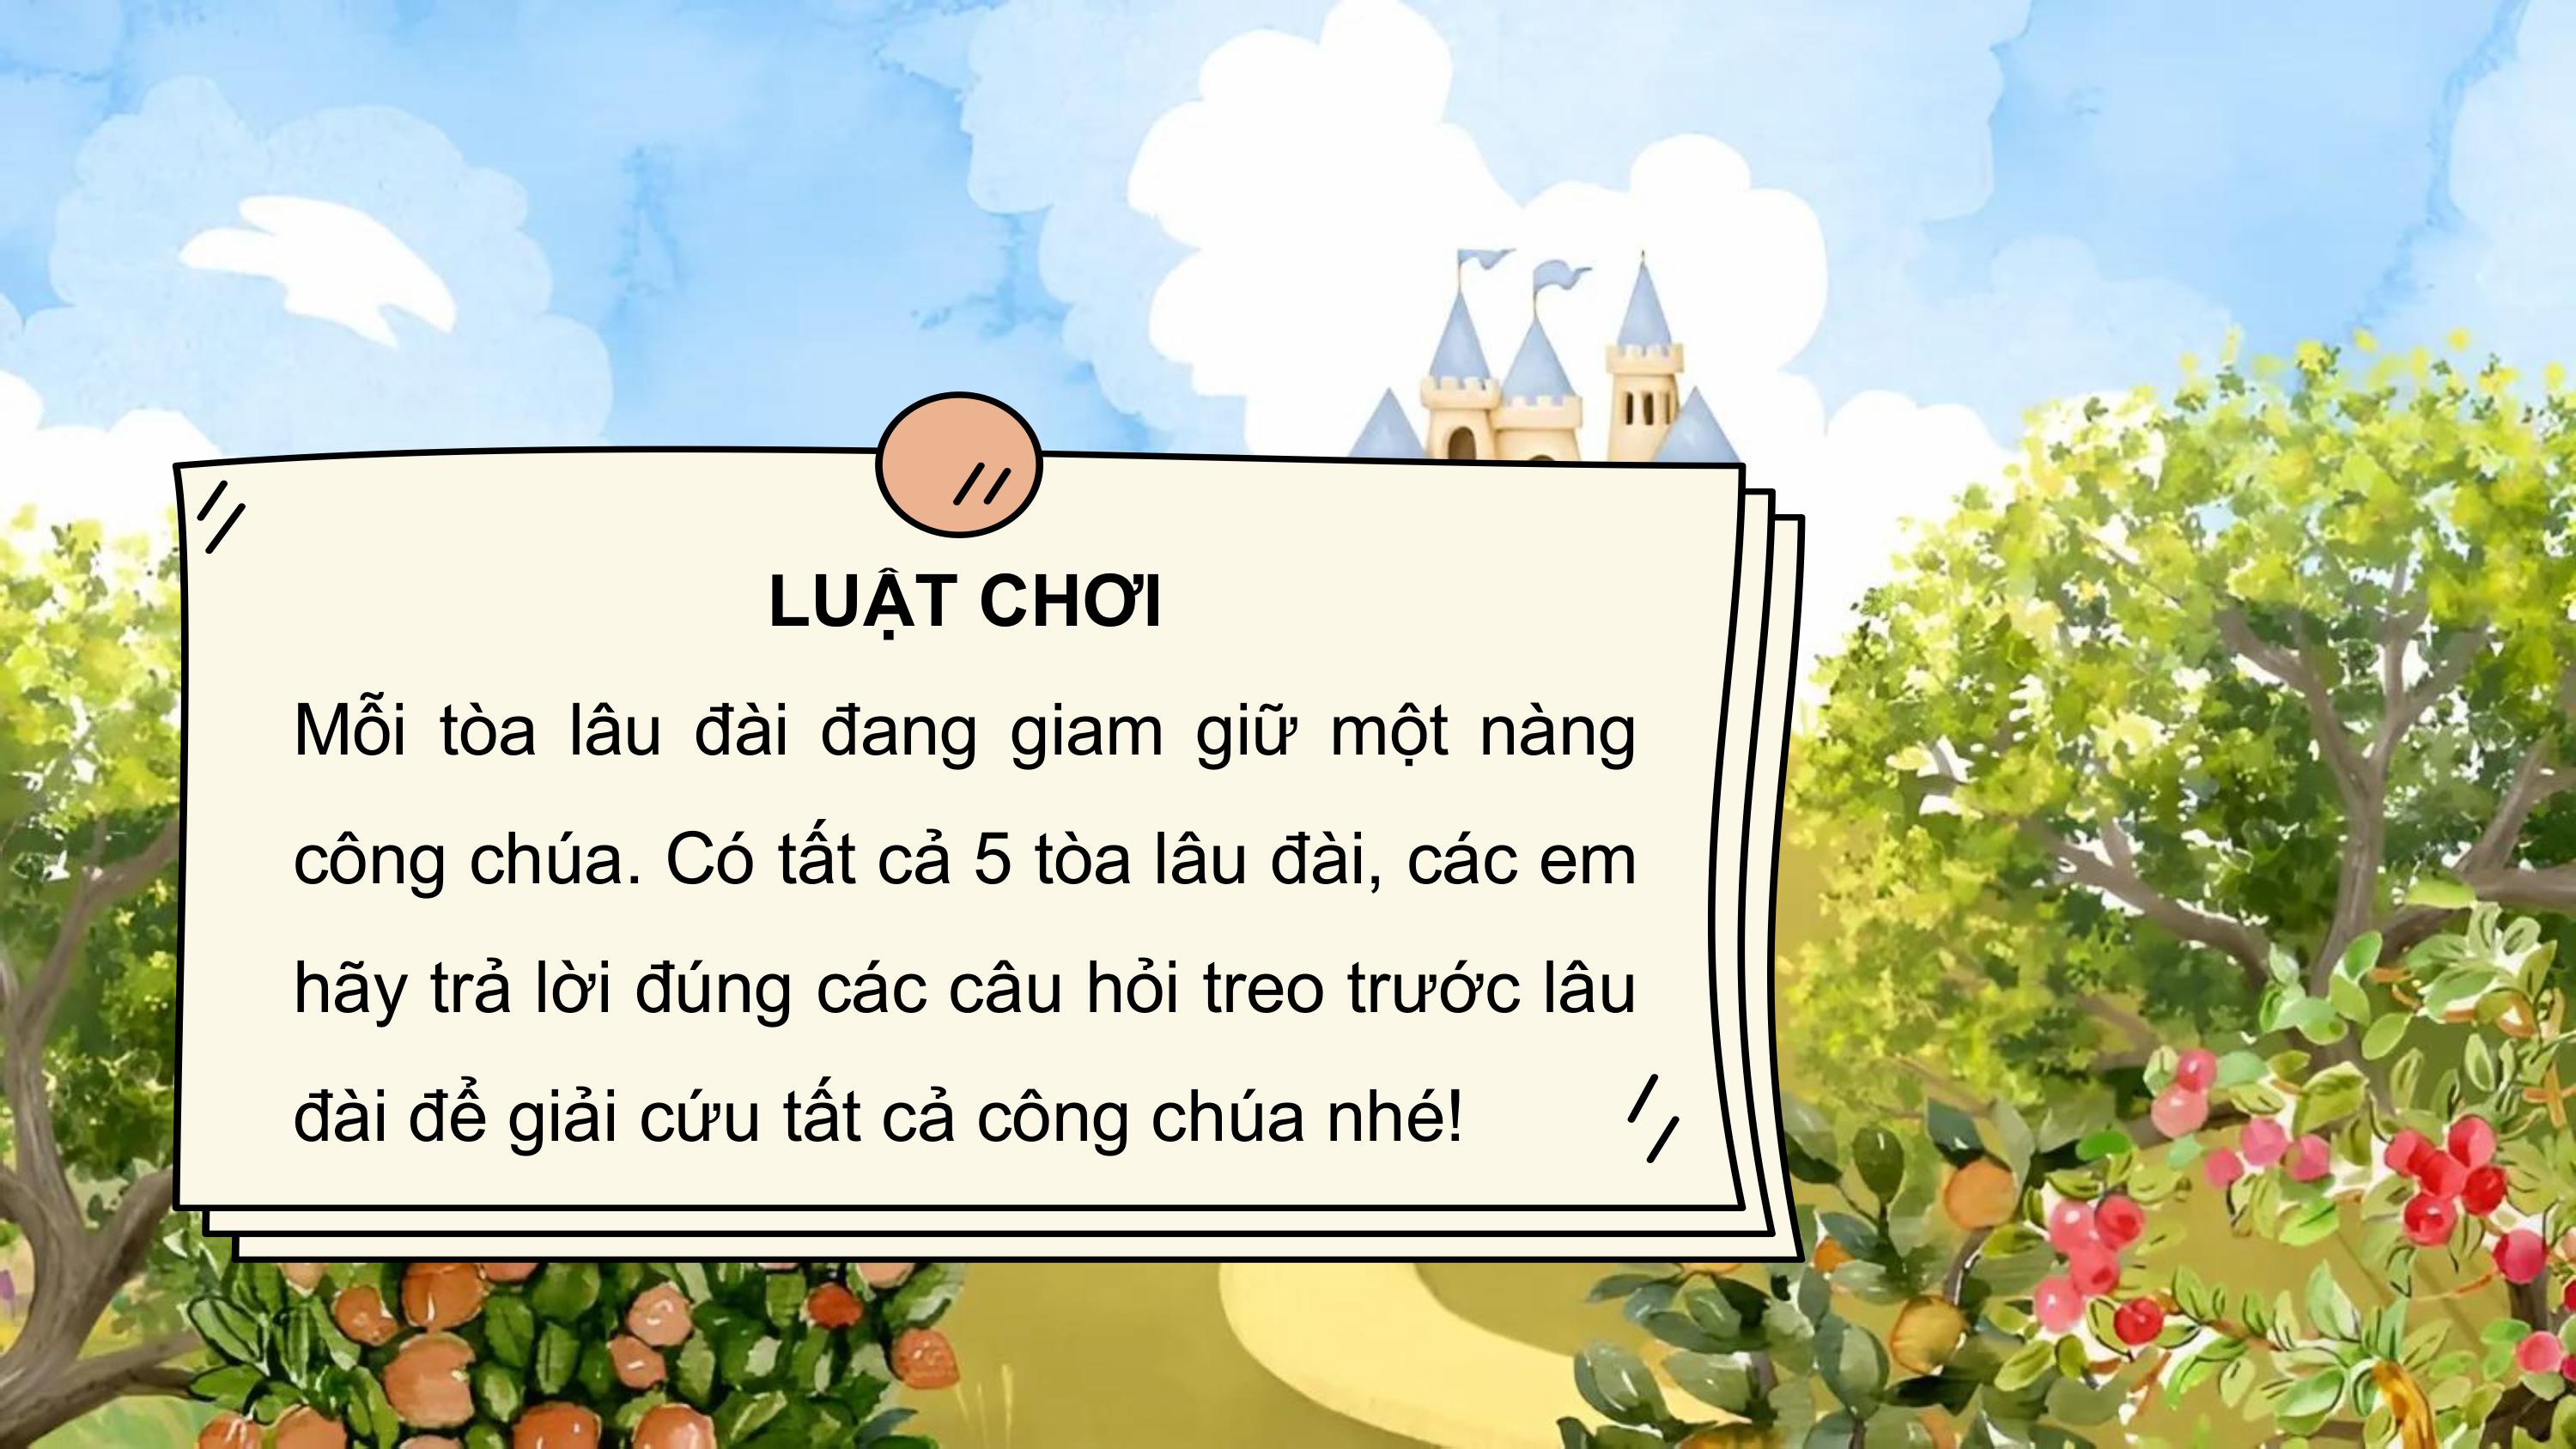 LUẬT CHƠI
Mỗi tòa lâu đài đang giam giữ một nàng
công chúa. Có tất cả 5 tòa lâu đài, các em
hãy trả lời đúng các câu hỏi treo trước lâu
đài để giải cứu tất cả công chúa nhé!